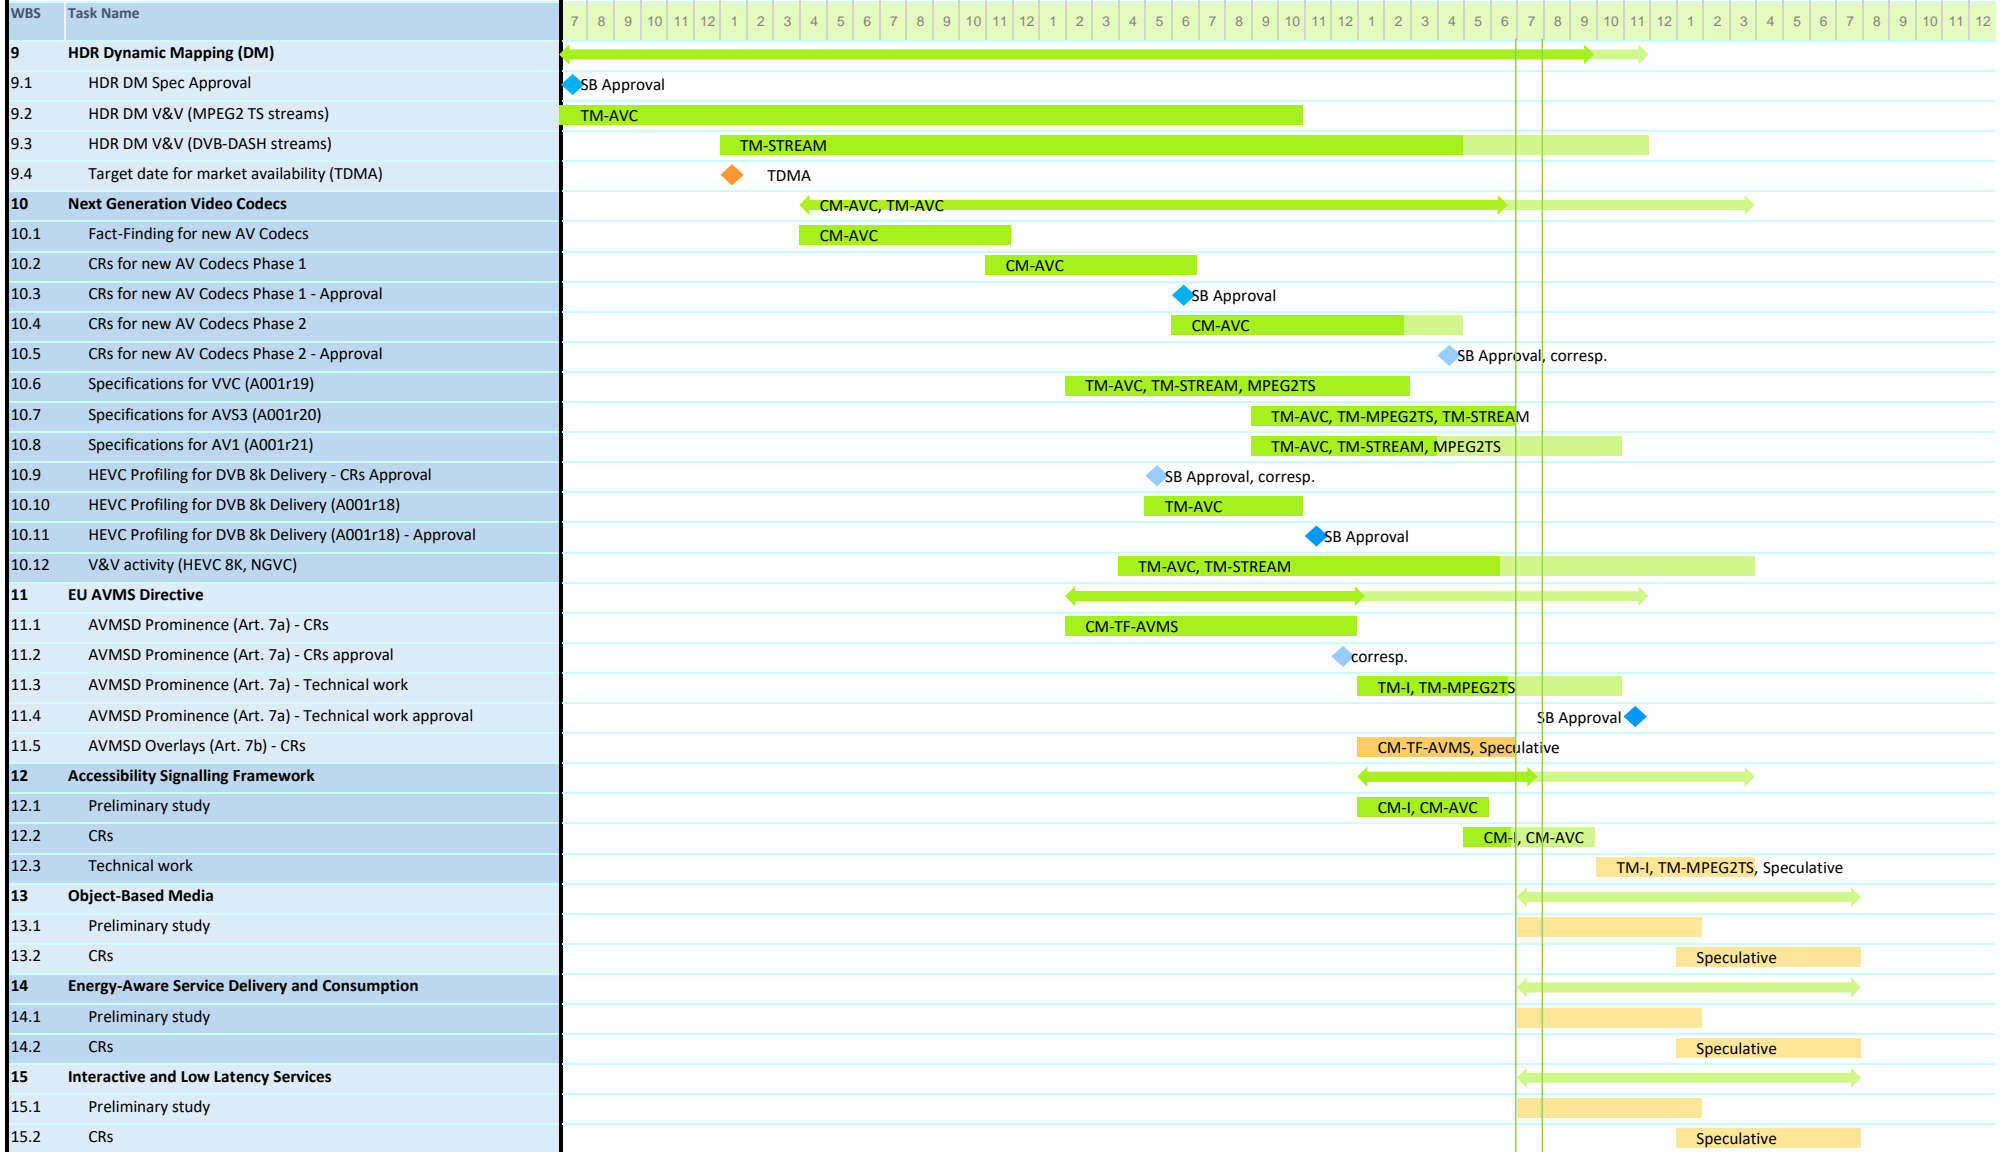 WBS Task Name 7 8 9 10 11 12 1 2 3 4 5 6 7 8 9 10 11 12 1 2 3 4 5 6 7 8 9 10 11 12 1 2 3 4 5 6 7 8 9 10 11 12 1 2 3 4 5 6 7 8 9 10 11 12
9 HDR Dynamic Mapping (DM)
9.1 HDR DM Spec Approval SB Approval
9.2 HDR DM V&V (MPEG2 TS streams) TM-AVC
9.3 HDR DM V&V (DVB-DASH streams) TM-STREAM
9.4 Target date for market availability (TDMA) TDMA
10 Next Generation Video Codecs CM-AVC, TM-AVC
10.1 Fact-Finding for new AV Codecs CM-AVC
10.2 CRs for new AV Codecs Phase 1 CM-AVC
10.3 CRs for new AV Codecs Phase 1 - Approval SB Approval
10.4 CRs for new AV Codecs Phase 2 CM-AVC
10.5 CRs for new AV Codecs Phase 2 - Approval SB Approval, corresp.
10.6 Specifications for VVC (A001r19) TM-AVC, TM-STREAM, MPEG2TS
10.7 Specifications for AVS3 (A001r20) TM-AVC, TM-MPEG2TS, TM-STREAM
10.8 Specifications for AV1 (A001r21) TM-AVC, TM-STREAM, MPEG2TS
10.9 HEVC Profiling for DVB 8k Delivery - CRs Approval SB Approval, corresp.
10.10 HEVC Profiling for DVB 8k Delivery (A001r18) TM-AVC
10.11 HEVC Profiling for DVB 8k Delivery (A001r18) - Approval SB Approval
10.12 V&V activity (HEVC 8K, NGVC) TM-AVC, TM-STREAM
11 EU AVMS Directive
11.1 AVMSD Prominence (Art. 7a) - CRs CM-TF-AVMS
11.2 AVMSD Prominence (Art. 7a) - CRs approval corresp.
11.3 AVMSD Prominence (Art. 7a) - Technical work TM-I, TM-MPEG2TS
11.4 AVMSD Prominence (Art. 7a) - Technical work approval SB Approval
11.5 AVMSD Overlays (Art. 7b) - CRs CM-TF-AVMS, Speculative
12 Accessibility Signalling Framework
12.1 Preliminary study CM-I, CM-AVC
12.2 CRs CM-I, CM-AVC
12.3 Technical work TM-I, TM-MPEG2TS, Speculative
13 Object-Based Media
13.1 Preliminary study
13.2 CRs Speculative
14 Energy-Aware Service Delivery and Consumption
14.1 Preliminary study
14.2 CRs Speculative
15 Interactive and Low Latency Services
15.1 Preliminary study
15.2 CRs Speculative